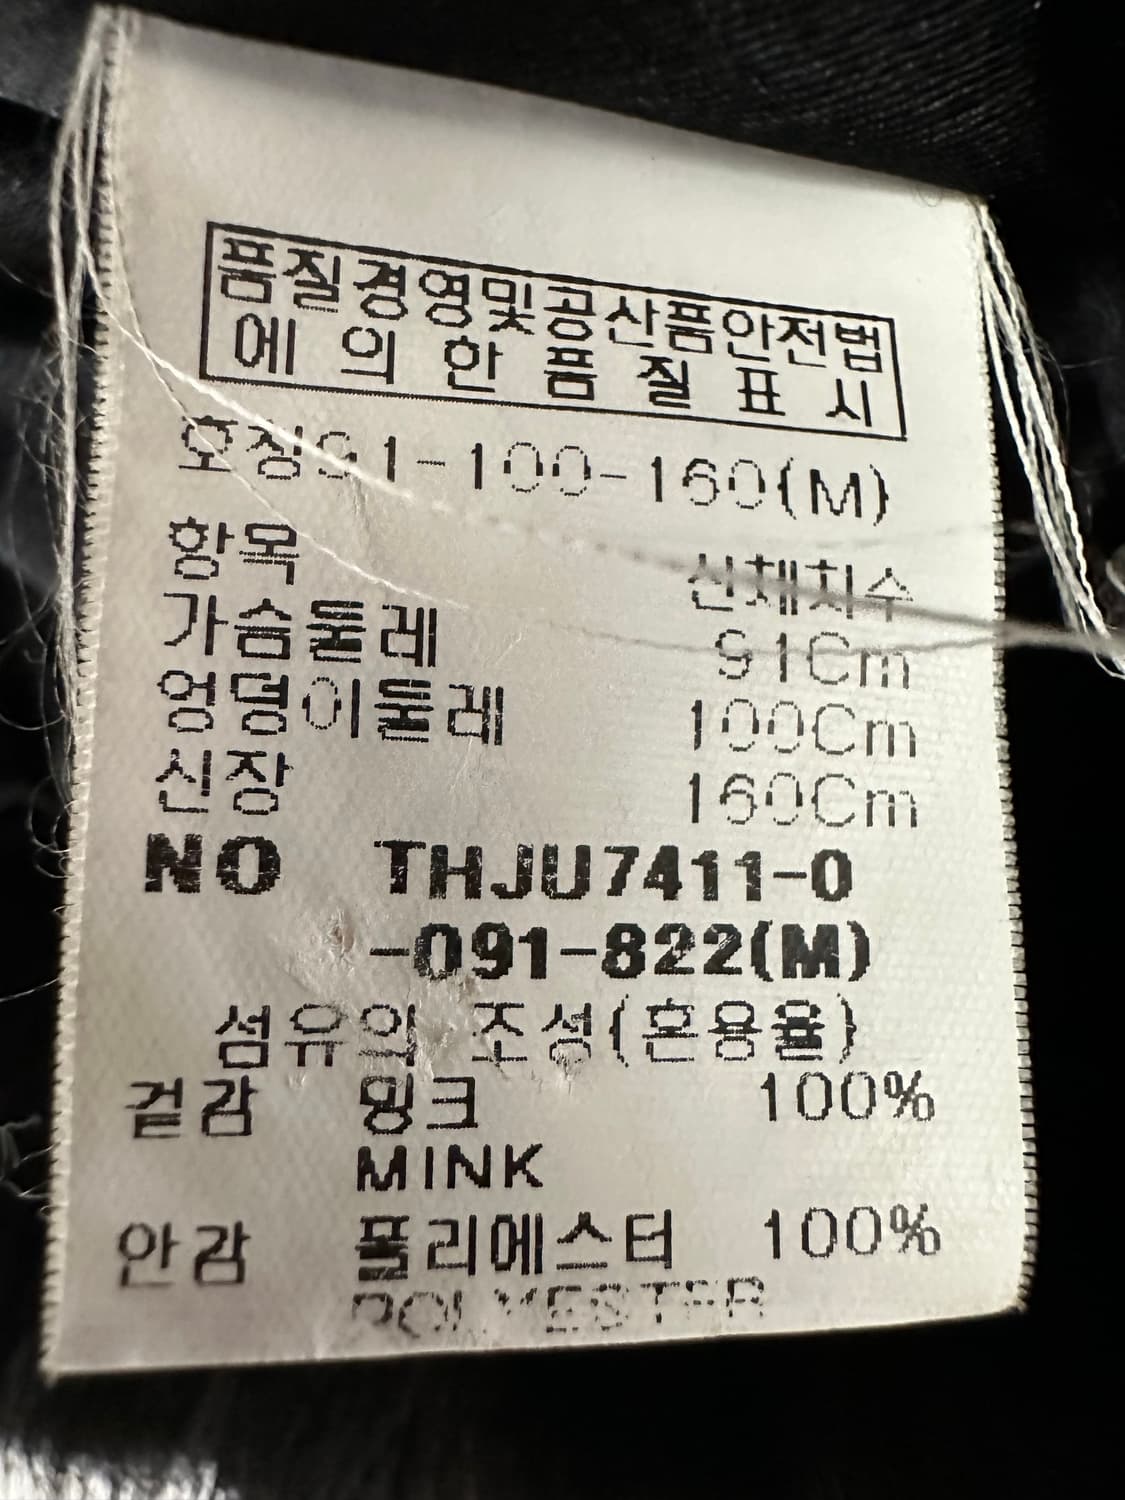 품질경영및공산품안전법
에 의 한 품 질 표 시
호칭91-100-160(M)
항목 신체치수
가슴둘레 91Cm
엉덩이둘레 100Cm
신장 160Cm
NO THJU7411-0
-091-822(M)
섬유의 조성(혼용율)
겉감 밍크 100%
MINK
안감 폴리에스터 100%
POLYESTER